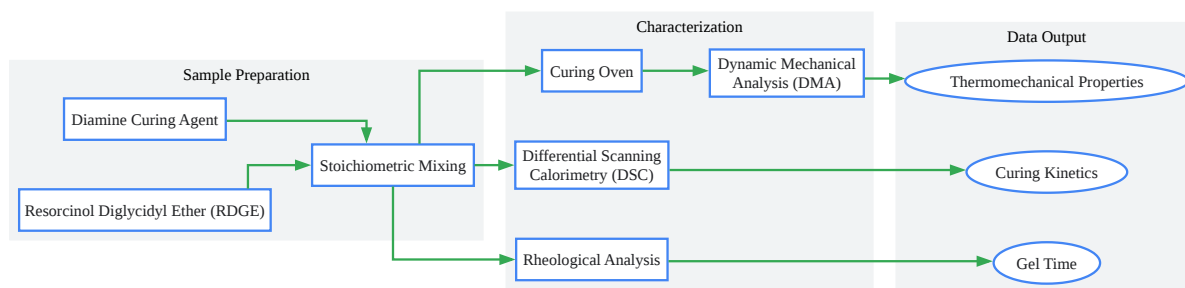 Sample Preparation
Diamine Curing Agent
Resorcinol Diglycidyl Ether (RDGE)
Stoichiometric Mixing
Characterization
Curing Oven
Dynamic Mechanical
Analysis (DMA)
Differential Scanning
Calorimetry (DSC)
Rheological Analysis
Data Output
Thermomechanical Properties
Curing Kinetics
Gel Time